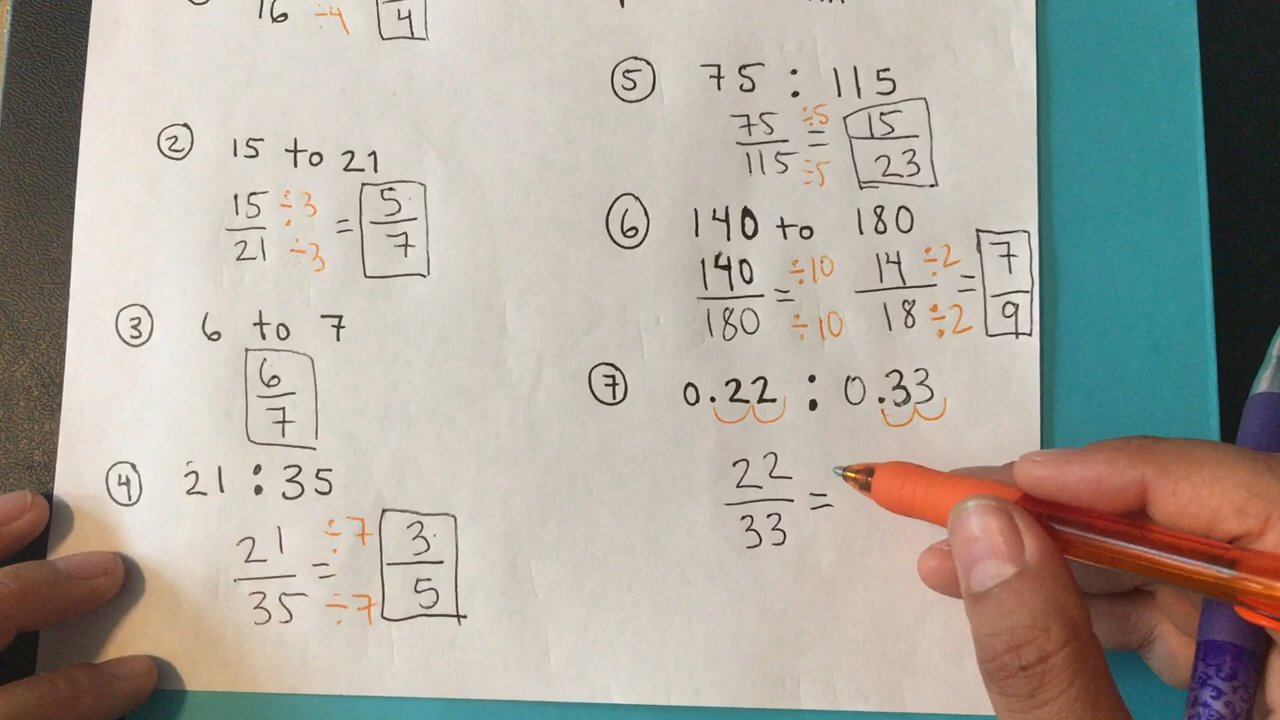 16 ÷4 4
② 15 to 21
15 ÷3 = 5
21 ÷3 7
③ 6 to 7
6
7
④ 21 : 35
21 ÷7 = 3
35 ÷7 5
⑤ 75 : 115
75 ÷5 = 15
115 ÷5 23
⑥ 140 to 180
140 ÷10 = 14 ÷2 = 7
180 ÷10 18 ÷2 9
⑦ 0.22 : 0.33
22 =
33